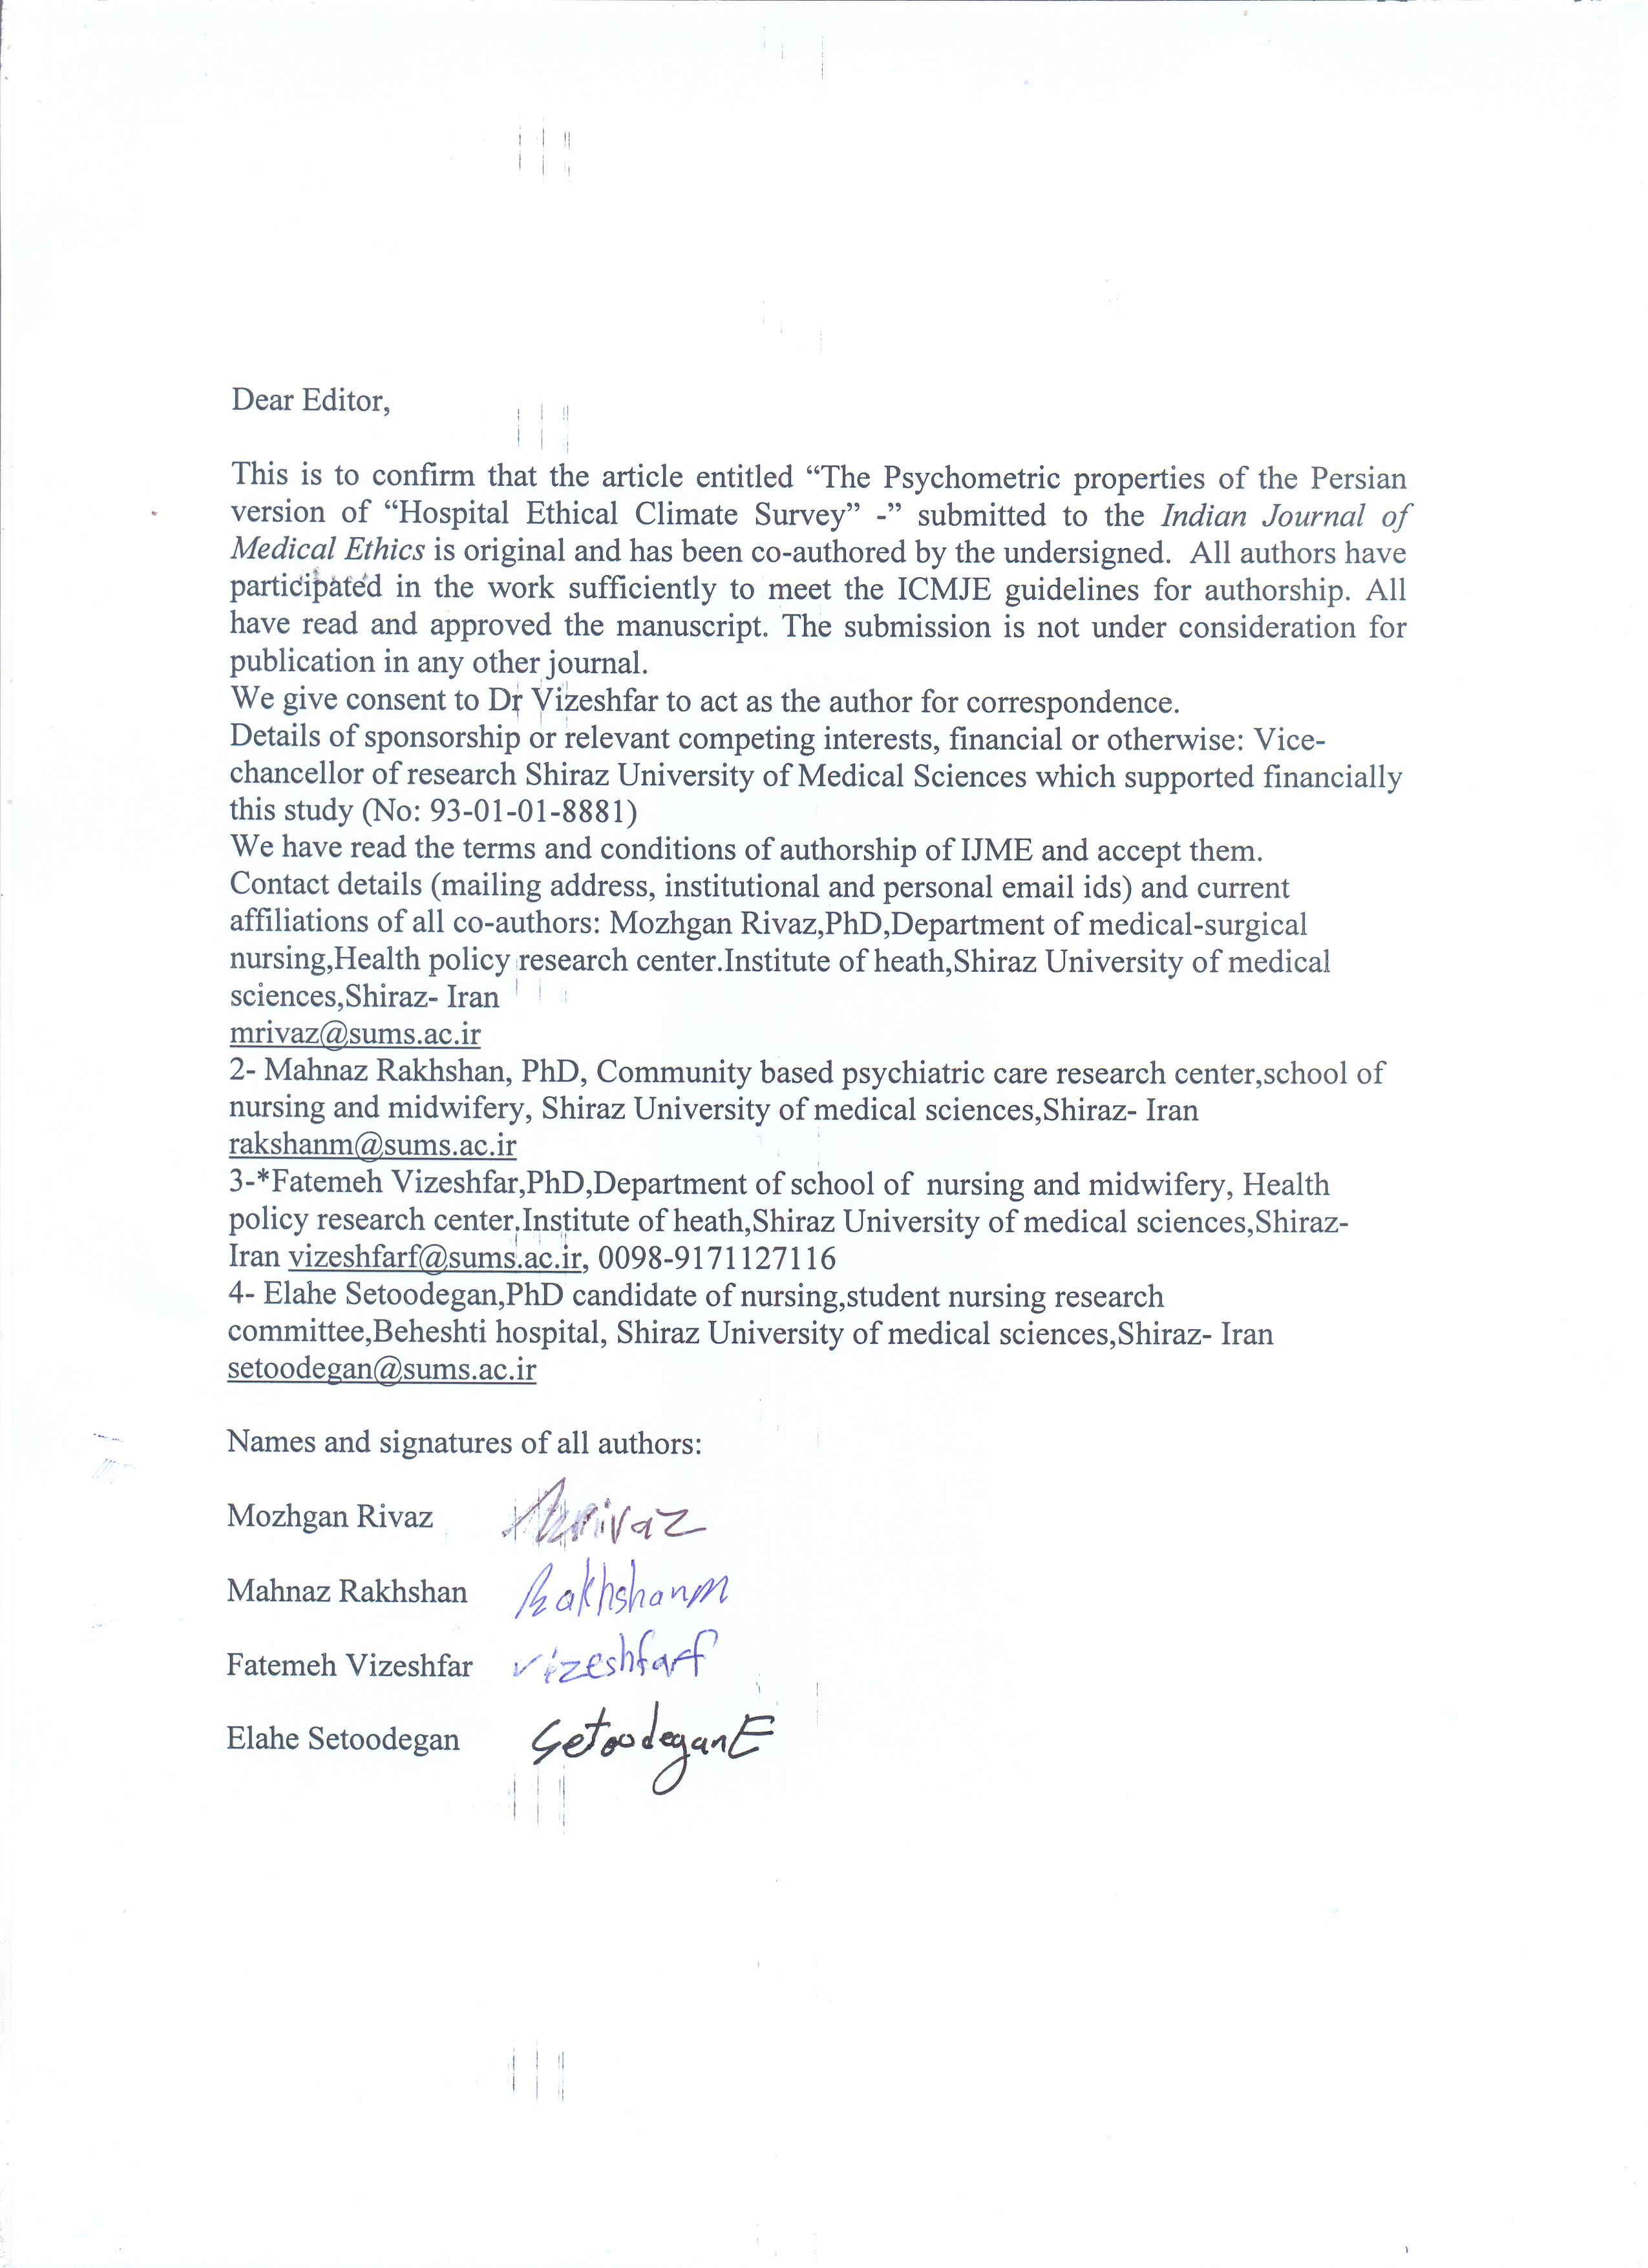 Dear Editor,
This is to confirm that the article entitled “The Psychometric properties of the Persian
version of “Hospital Ethical Climate Survey” -” submitted to the Indian Journal of
Medical Ethics is original and has been co-authored by the undersigned. All authors have
participated in the work sufficiently to meet the ICMJE guidelines for authorship. All
have read and approved the manuscript. The submission is not under consideration for
publication in any other journal.
We give consent to Dr Vizeshfar to act as the author for correspondence.
Details of sponsorship or relevant competing interests, financial or otherwise: Vice-
chancellor of research Shiraz University of Medical Sciences which supported financially
this study (No: 93-01-01-8881)
We have read the terms and conditions of authorship of IJME and accept them.
Contact details (mailing address, institutional and personal email ids) and current
affiliations of all co-authors: Mozhgan Rivaz,PhD,Department of medical-surgical
nursing,Health policy research center.Institute of heath,Shiraz University of medical
sciences,Shiraz- Iran
mrivaz@sums.ac.ir
2- Mahnaz Rakhshan, PhD, Community based psychiatric care research center,school of
nursing and midwifery, Shiraz University of medical sciences,Shiraz- Iran
rakshanm@sums.ac.ir
3-*Fatemeh Vizeshfar,PhD,Department of school of nursing and midwifery, Health
policy research center.Institute of heath,Shiraz University of medical sciences,Shiraz-
Iran vizeshfarf@sums.ac.ir, 0098-9171127116
4- Elahe Setoodegan,PhD candidate of nursing,student nursing research
committee,Beheshti hospital, Shiraz University of medical sciences,Shiraz- Iran
setoodegan@sums.ac.ir
Names and signatures of all authors:
Mozhgan Rivaz Mrivaz
Mahnaz Rakhshan Rakhshanm
Fatemeh Vizeshfar vizeshfarf
Elahe Setoodegan SetoodeganE